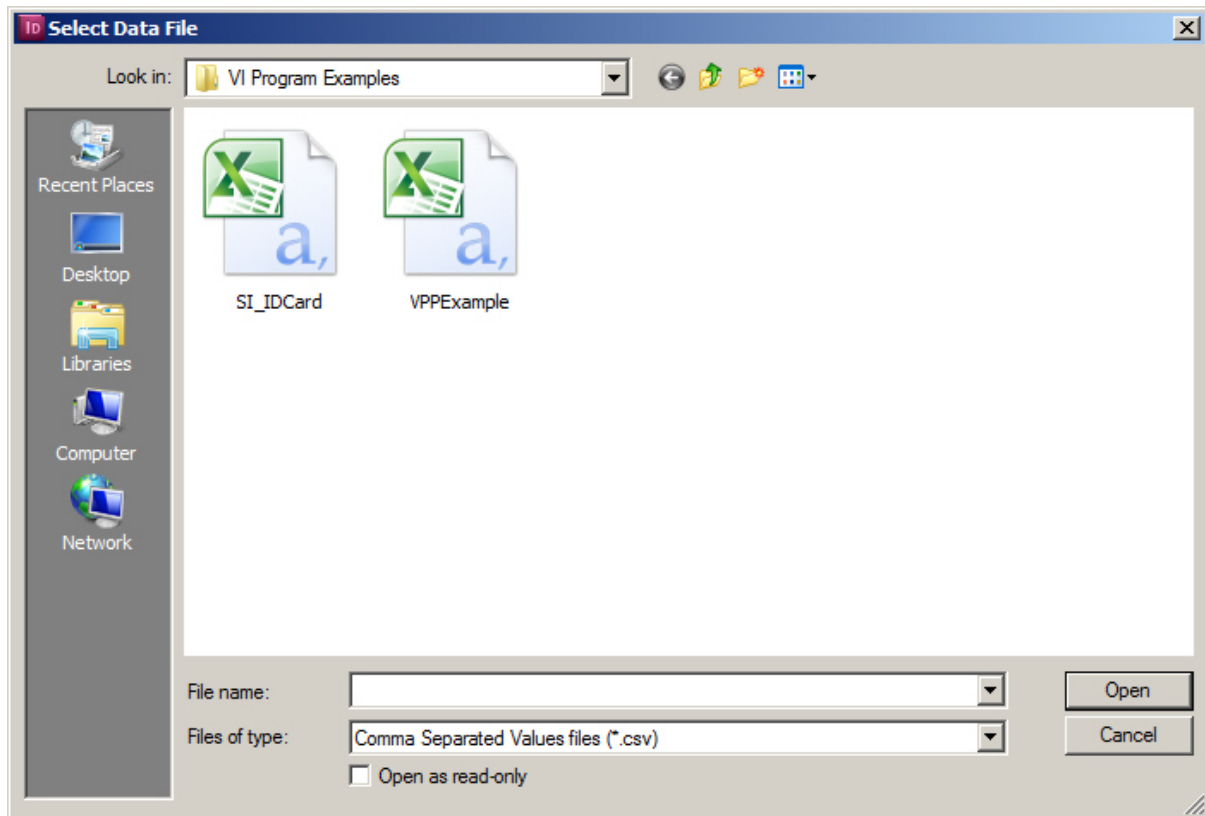 ID Select Data File
Look in: VI Program Examples
Recent Places
Desktop
Libraries
Computer
Network
a, a,
SI_IDCard VPPExample
File name: Open
Files of type: Comma Separated Values files (*.csv) Cancel
Open as read-only